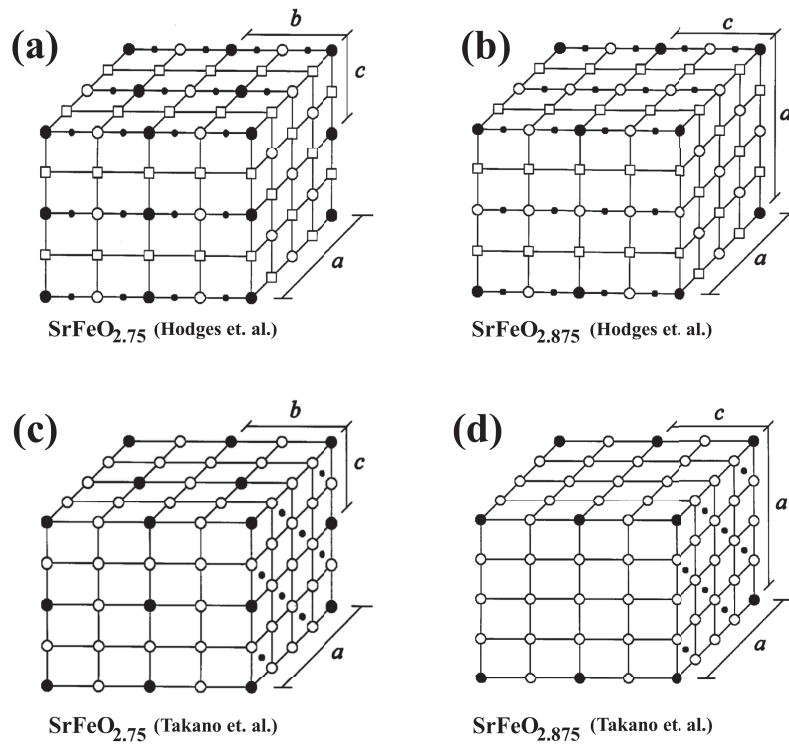 (a)
b
c
a
SrFeO2.75 (Hodges et. al.)
(b)
c
a
a
SrFeO2.875 (Hodges et. al.)
(c)
b
c
a
SrFeO2.75 (Takano et. al.)
(d)
c
a
a
SrFeO2.875 (Takano et. al.)